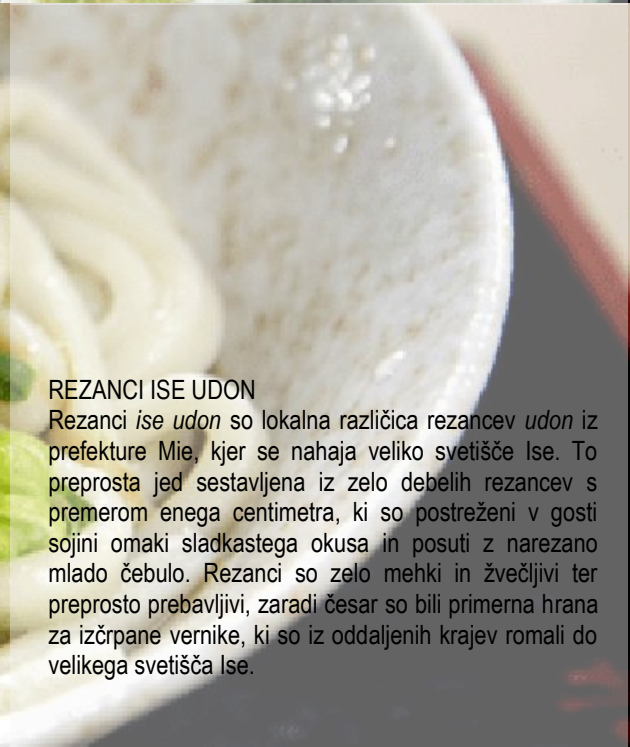 REZANCI ISE UDON
Rezanci ise udon so lokalna različica rezancev udon iz
prefekture Mie, kjer se nahaja veliko svetišče Ise. To
preprosta jed sestavljena iz zelo debelih rezancev s
premerom enega centimetra, ki so postreženi v gosti
sojini omaki sladkastega okusa in posuti z narezano
mlado čebulo. Rezanci so zelo mehki in žvečljivi ter
preprosto prebavljivi, zaradi česar so bili primerna hrana
za izčrpane vernike, ki so iz oddaljenih krajev romali do
velikega svetišča Ise.